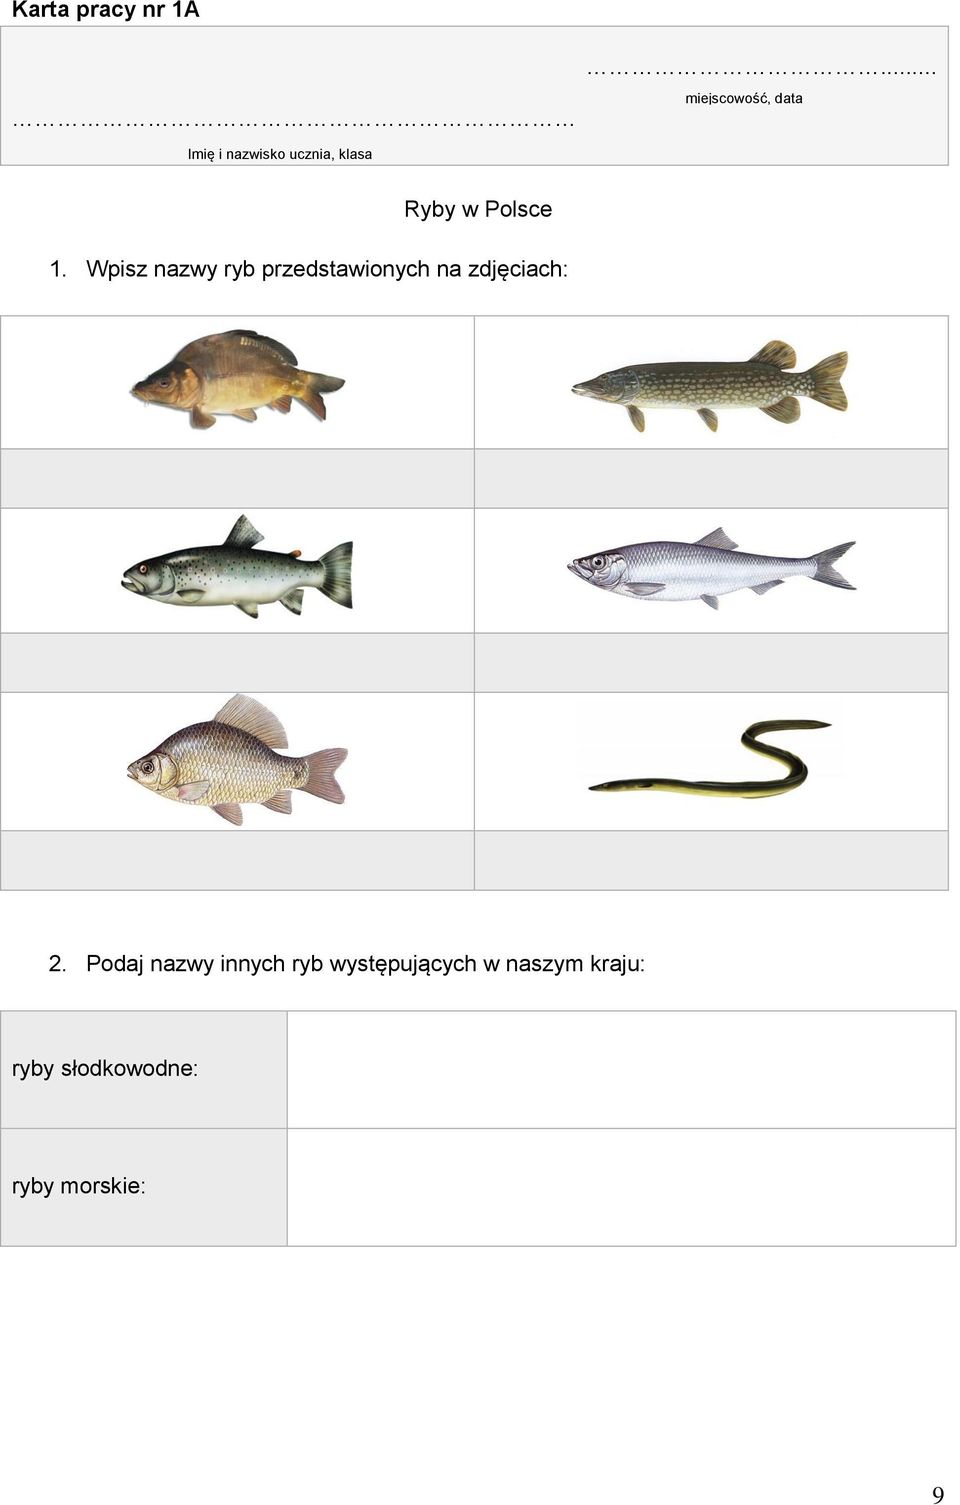 Karta pracy nr 1A
……………………………………......
miejscowość, data
………………………………………………………………
Imię i nazwisko ucznia, klasa
Ryby w Polsce
1. Wpisz nazwy ryb przedstawionych na zdjęciach:
2. Podaj nazwy innych ryb występujących w naszym kraju:
ryby słodkowodne:
ryby morskie:
9